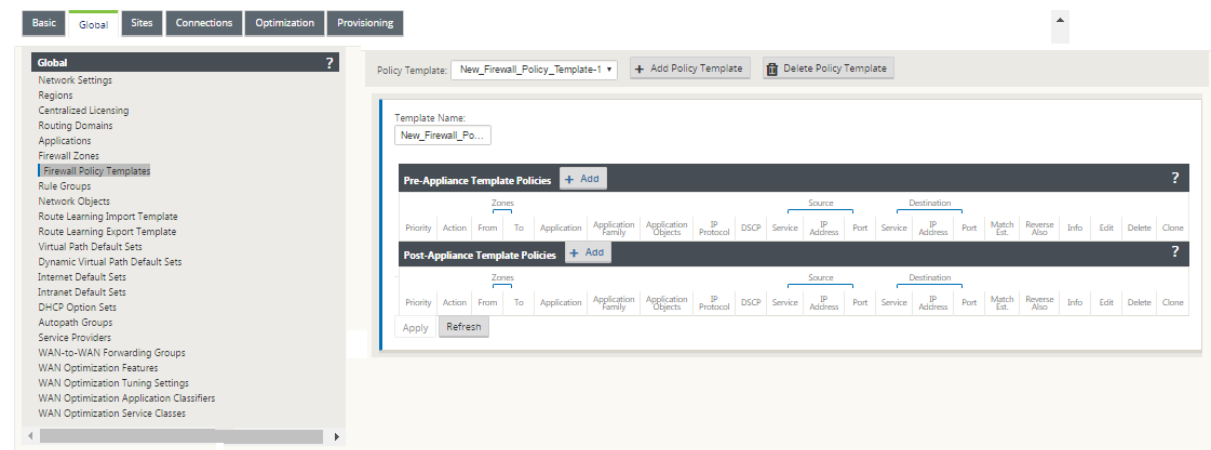 Basic Global Sites Connections Optimization Provisioning
Global ?
Network Settings
Regions
Centralized Licensing
Routing Domains
Applications
Firewall Zones
Firewall Policy Templates
Rule Groups
Network Objects
Route Learning Import Template
Route Learning Export Template
Virtual Path Default Sets
Dynamic Virtual Path Default Sets
Internet Default Sets
Intranet Default Sets
DHCP Option Sets
Autopath Groups
Service Providers
WAN-to-WAN Forwarding Groups
WAN Optimization Features
WAN Optimization Tuning Settings
WAN Optimization Application Classifiers
WAN Optimization Service Classes
Policy Template: New_Firewall_Policy_Template-1 + Add Policy Template Delete Policy Template
Template Name:
New_Firewall_Po...
Pre-Appliance Template Policies + Add ?
Zones Source Destination
Priority Action From To Application Application Family Application Objects IP Protocol DSCP Service IP Address Port Service IP Address Port Match Est. Reverse Also Info Edit Delete Clone
Post-Appliance Template Policies + Add ?
Zones Source Destination
Priority Action From To Application Application Family Application Objects IP Protocol DSCP Service IP Address Port Service IP Address Port Match Est. Reverse Also Info Edit Delete Clone
Apply Refresh